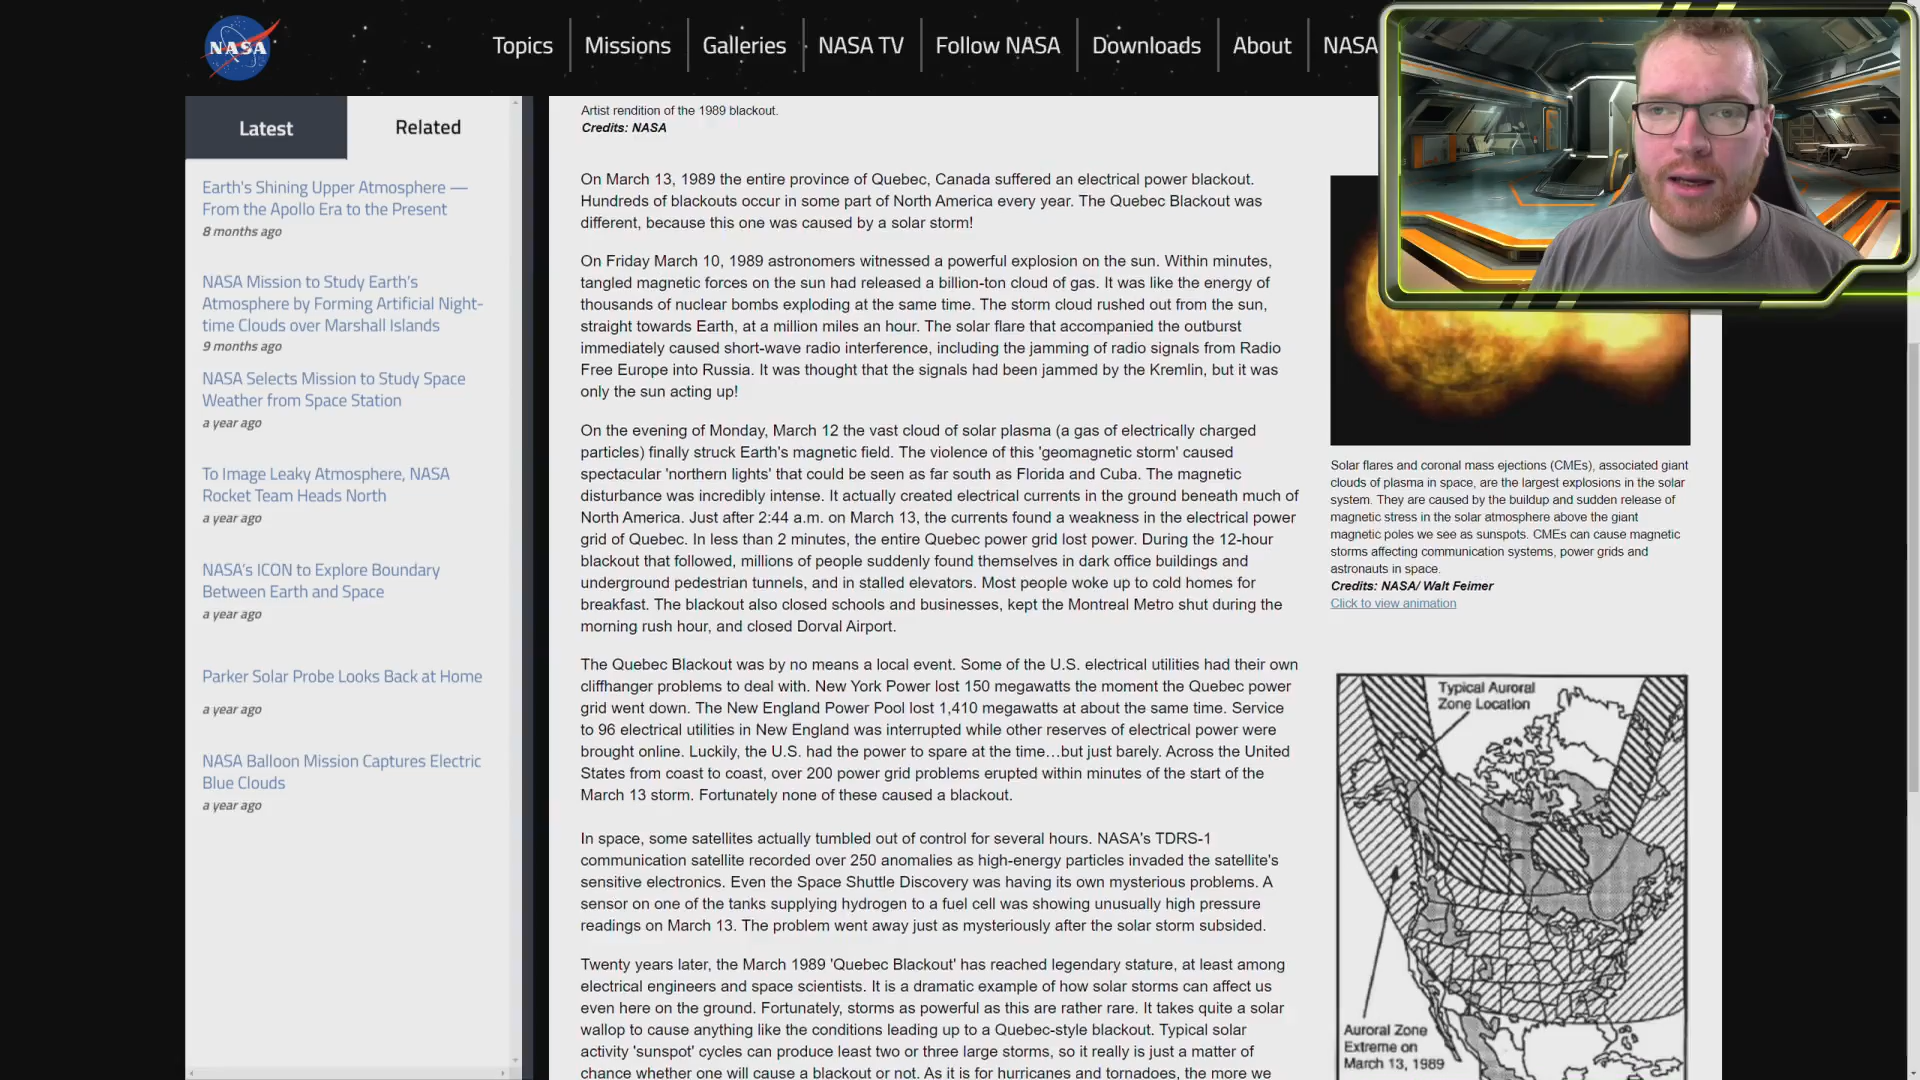 NASA
Topics
Missions
Galleries
NASA TV
Follow NASA
Downloads
About
NASA
Latest
Related
Earth's Shining Upper Atmosphere —
From the Apollo Era to the Present
8 months ago
NASA Mission to Study Earth's
Atmosphere by Forming Artificial Night-
time Clouds over Marshall Islands
9 months ago
NASA Selects Mission to Study Space
Weather from Space Station
a year ago
To Image Leaky Atmosphere, NASA
Rocket Team Heads North
a year ago
NASA's ICON to Explore Boundary
Between Earth and Space
a year ago
Parker Solar Probe Looks Back at Home
a year ago
NASA Balloon Mission Captures Electric
Blue Clouds
a year ago
Artist rendition of the 1989 blackout.
Credits: NASA
On March 13, 1989 the entire province of Quebec, Canada suffered an electrical power blackout.
Hundreds of blackouts occur in some part of North America every year. The Quebec Blackout was
different, because this one was caused by a solar storm!
On Friday March 10, 1989 astronomers witnessed a powerful explosion on the sun. Within minutes,
tangled magnetic forces on the sun had released a billion-ton cloud of gas. It was like the energy of
thousands of nuclear bombs exploding at the same time. The storm cloud rushed out from the sun,
straight towards Earth, at a million miles an hour. The solar flare that accompanied the outburst
immediately caused short-wave radio interference, including the jamming of radio signals from Radio
Free Europe into Russia. It was thought that the signals had been jammed by the Kremlin, but it was
only the sun acting up!
On the evening of Monday, March 12 the vast cloud of solar plasma (a gas of electrically charged
particles) finally struck Earth's magnetic field. The violence of this 'geomagnetic storm' caused
spectacular 'northern lights' that could be seen as far south as Florida and Cuba. The magnetic
disturbance was incredibly intense. It actually created electrical currents in the ground beneath much of
North America. Just after 2:44 a.m. on March 13, the currents found a weakness in the electrical power
grid of Quebec. In less than 2 minutes, the entire Quebec power grid lost power. During the 12-hour
blackout that followed, millions of people suddenly found themselves in dark office buildings and
underground pedestrian tunnels, and in stalled elevators. Most people woke up to cold homes for
breakfast. The blackout also closed schools and businesses, kept the Montreal Metro shut during the
morning rush hour, and closed Dorval Airport.
The Quebec Blackout was by no means a local event. Some of the U.S. electrical utilities had their own
cliffhanger problems to deal with. New York Power lost 150 megawatts the moment the Quebec power
grid went down. The New England Power Pool lost 1,410 megawatts at about the same time. Service
to 96 electrical utilities in New England was interrupted while other reserves of electrical power were
brought online. Luckily, the U.S. had the power to spare at the time…but just barely. Across the United
States from coast to coast, over 200 power grid problems erupted within minutes of the start of the
March 13 storm. Fortunately none of these caused a blackout.
In space, some satellites actually tumbled out of control for several hours. NASA's TDRS-1
communication satellite recorded over 250 anomalies as high-energy particles invaded the satellite's
sensitive electronics. Even the Space Shuttle Discovery was having its own mysterious problems. A
sensor on one of the tanks supplying hydrogen to a fuel cell was showing unusually high pressure
readings on March 13. The problem went away just as mysteriously after the solar storm subsided.
Twenty years later, the March 1989 'Quebec Blackout' has reached legendary stature, at least among
electrical engineers and space scientists. It is a dramatic example of how solar storms can affect us
even here on the ground. Fortunately, storms as powerful as this are rather rare. It takes quite a solar
wallop to cause anything like the conditions leading up to a Quebec-style blackout. Typical solar
activity 'sunspot' cycles can produce least two or three large storms, so it really is just a matter of
chance whether one will cause a blackout or not. As it is for hurricanes and tornadoes, the more we
Solar flares and coronal mass ejections (CMEs), associated giant
clouds of plasma in space, are the largest explosions in the solar
system. They are caused by the buildup and sudden release of
magnetic stress in the solar atmosphere above the giant
magnetic poles we see as sunspots. CMEs can cause magnetic
storms affecting communication systems, power grids and
astronauts in space.
Credits: NASA/ Walt Feimer
Click to view animation
Typical Auroral
Zone Location
Auroral Zone
Extreme on
March 13, 1989